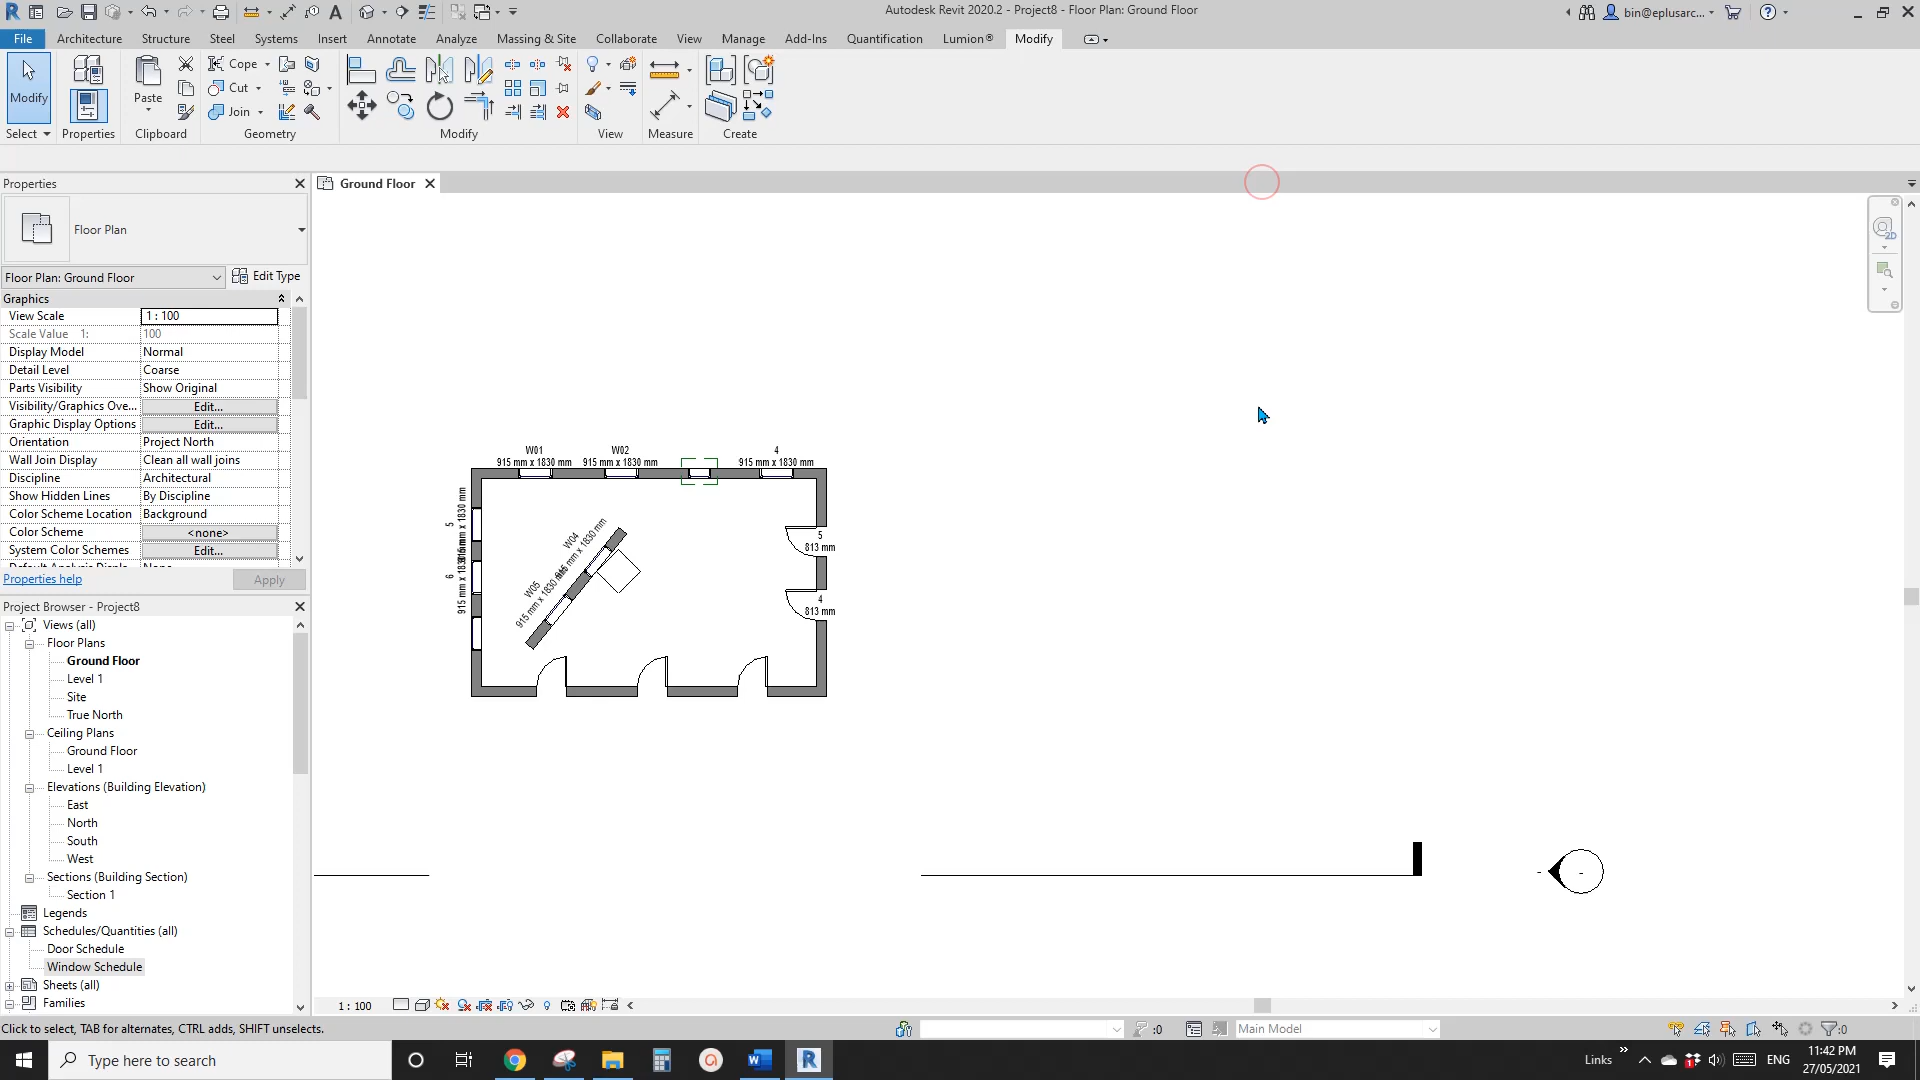 Autodesk Revit 2020.2 - Project8 - Floor Plan: Ground Floor
bin@eplusarc...
File Architecture Structure Steel Systems Insert Annotate Analyze Massing & Site Collaborate View Manage Add-Ins Quantification Lumion® Modify
Modify
Paste
Cope
Cut
Join
Select Properties Clipboard Geometry Modify View Measure Create
Properties
Ground Floor
Floor Plan
Floor Plan: Ground Floor
Edit Type
Graphics
View Scale 1 : 100
Scale Value 1: 100
Display Model Normal
Detail Level Coarse
Parts Visibility Show Original
Visibility/Graphics Ove... Edit...
Graphic Display Options Edit...
Orientation Project North
Wall Join Display Clean all wall joins
Discipline Architectural
Show Hidden Lines By Discipline
Color Scheme Location Background
Color Scheme <none>
System Color Schemes Edit...
Properties help
Apply
Project Browser - Project8
Views (all)
Floor Plans
Ground Floor
Level 1
Site
True North
Ceiling Plans
Ground Floor
Level 1
Elevations (Building Elevation)
East
North
South
West
Sections (Building Section)
Section 1
Legends
Schedules/Quantities (all)
Door Schedule
Window Schedule
Sheets (all)
Families
W01
915 mm x 1830 mm
W02
915 mm x 1830 mm
4
915 mm x 1830 mm
5
6
915 mm x 1830 mm
W04
W05
5
813 mm
4
813 mm
1 : 100
Click to select, TAB for alternates, CTRL adds, SHIFT unselects.
:0
Main Model
:0
Type here to search
Links
ENG
11:42 PM
27/05/2021